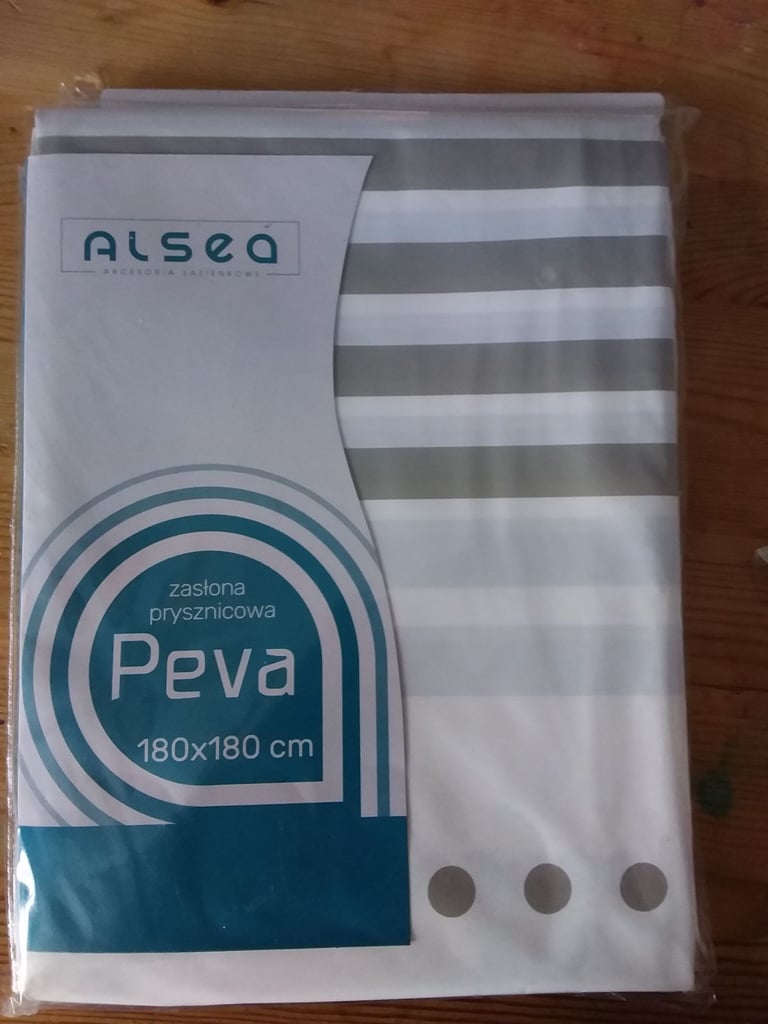 ALSEA
AKCESORIA ŁAZIENKOWE
zasłona
prysznicowa
Peva
180x180 cm